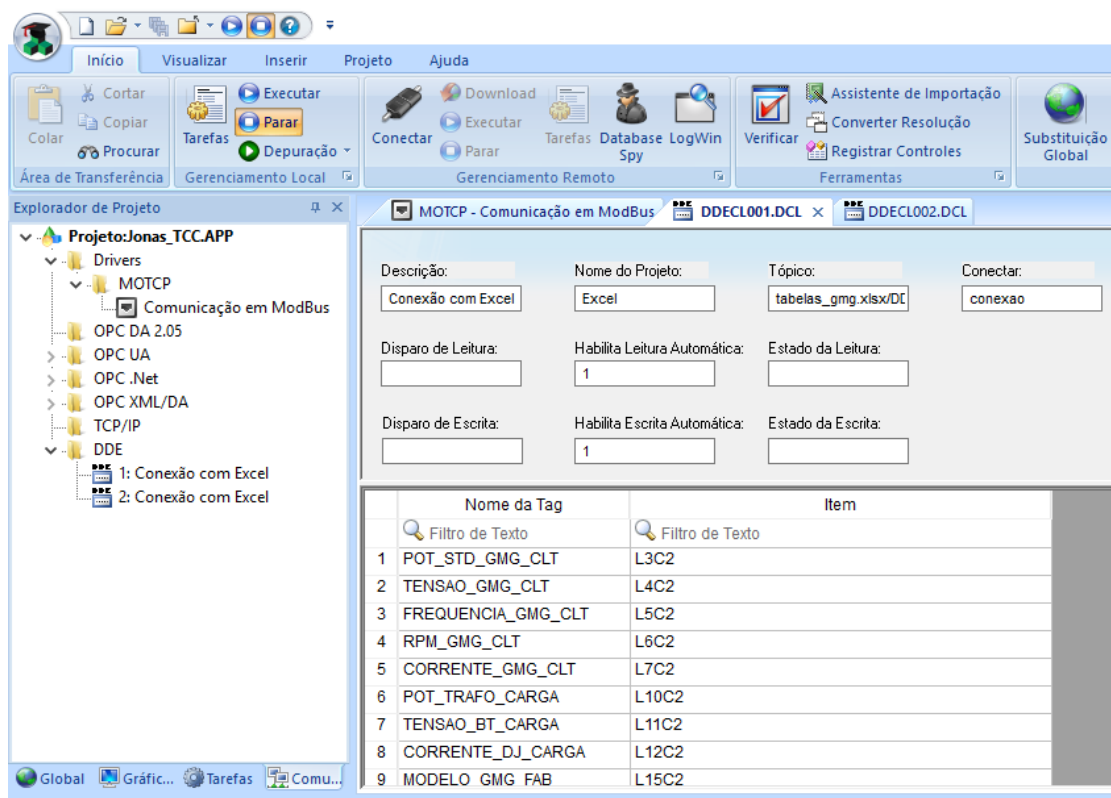 Início Visualizar Inserir Projeto Ajuda
Colar
Cortar
Copiar
Procurar
Área de Transferência
Tarefas
Executar
Parar
Depuração
Gerenciamento Local
Conectar
Download
Executar
Parar
Tarefas
Database Spy
LogWin
Gerenciamento Remoto
Verificar
Assistente de Importação
Converter Resolução
Registrar Controles
Ferramentas
Substituição Global
Explorador de Projeto
Projeto:Jonas_TCC.APP
Drivers
MOTCP
Comunicação em ModBus
OPC DA 2.05
OPC UA
OPC .Net
OPC XML/DA
TCP/IP
DDE
1: Conexão com Excel
2: Conexão com Excel
Global Gráfic... Tarefas Comu...
MOTCP - Comunicação em ModBus DDECL001.DCL DDECL002.DCL
Descrição: Nome do Projeto: Tópico: Conectar:
Conexão com Excel Excel tabelas_gmg.xlsx/DD conexao
Disparo de Leitura: Habilita Leitura Automática: Estado da Leitura:
1
Disparo de Escrita: Habilita Escrita Automática: Estado da Escrita:
1
Nome da Tag Item
Filtro de Texto Filtro de Texto
1 POT_STD_GMG_CLT L3C2
2 TENSAO_GMG_CLT L4C2
3 FREQUENCIA_GMG_CLT L5C2
4 RPM_GMG_CLT L6C2
5 CORRENTE_GMG_CLT L7C2
6 POT_TRAFO_CARGA L10C2
7 TENSAO_BT_CARGA L11C2
8 CORRENTE_DJ_CARGA L12C2
9 MODELO_GMG_FAB L15C2